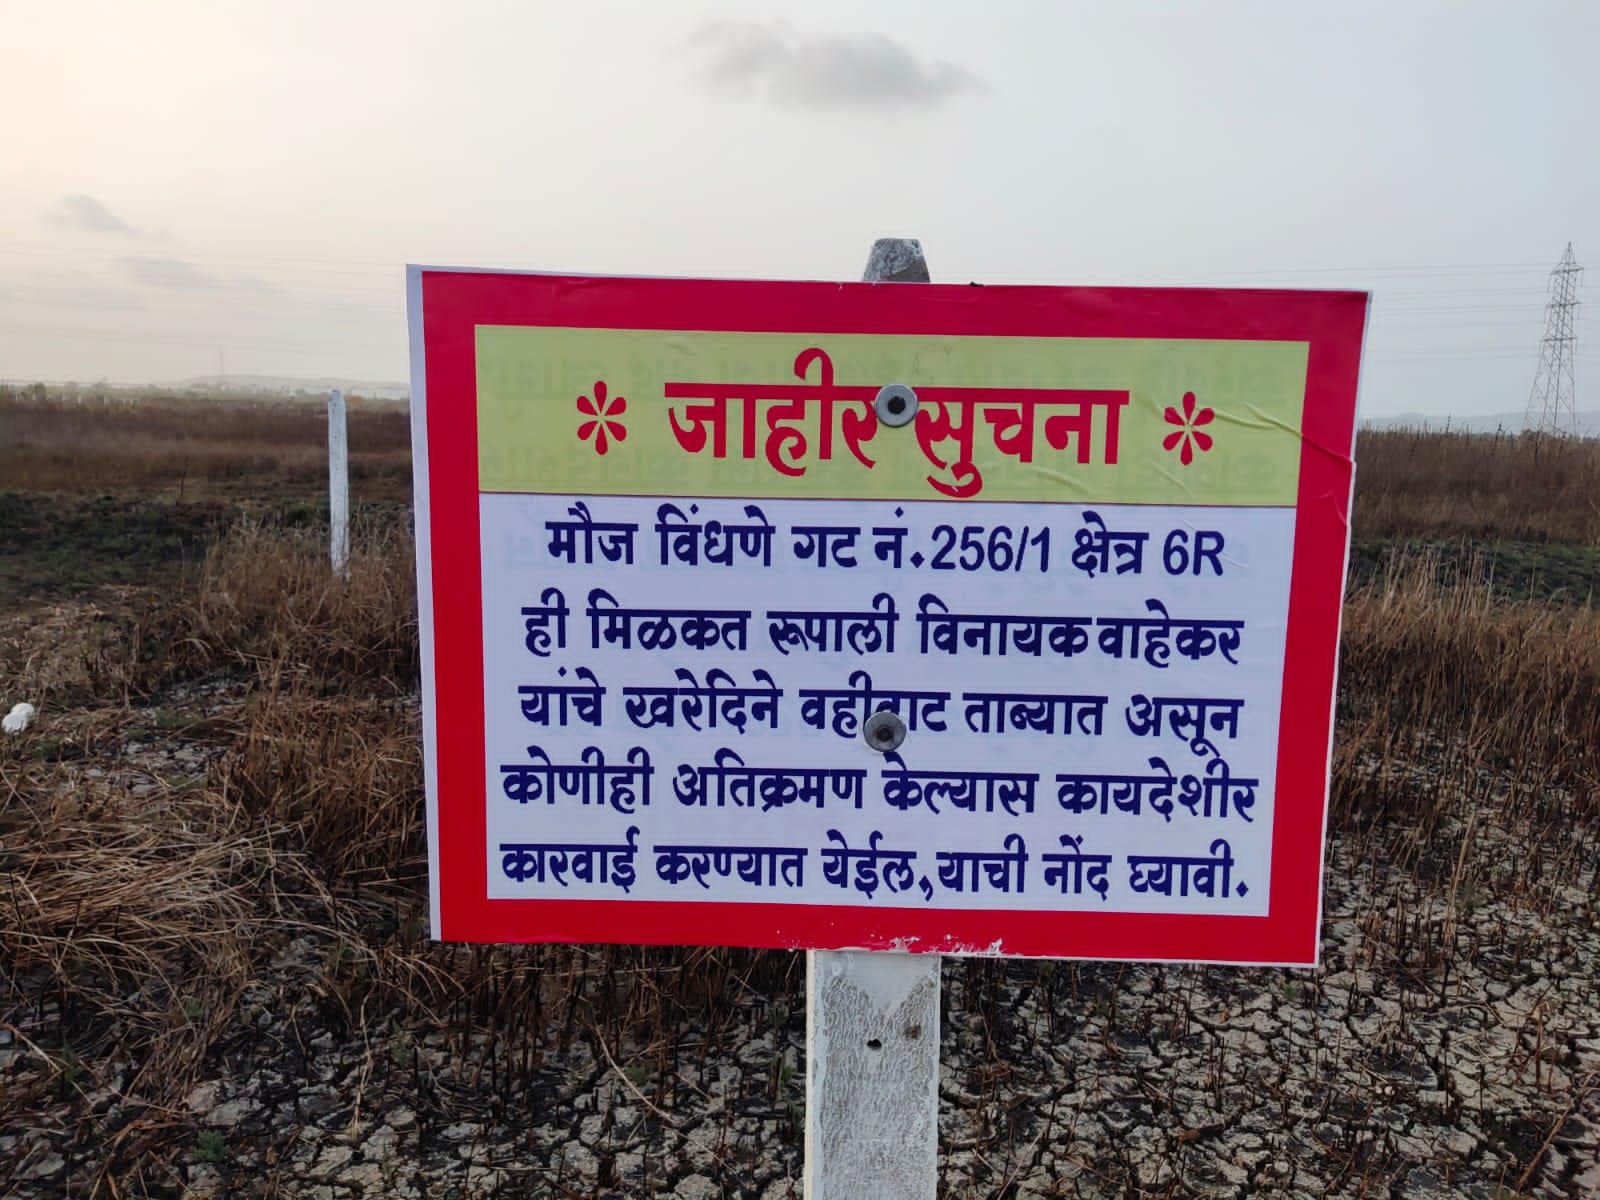 * जाहीर सुचना *
मौज विंधणे गट नं.256/1 क्षेत्र 6R
ही मिळकत रूपाली विनायक वाहेकर
यांचे खरेदिने वहीवाट ताब्यात असून
कोणीही अतिक्रमण केल्यास कायदेशीर
कारवाई करण्यात येईल,याची नोंद घ्यावी.